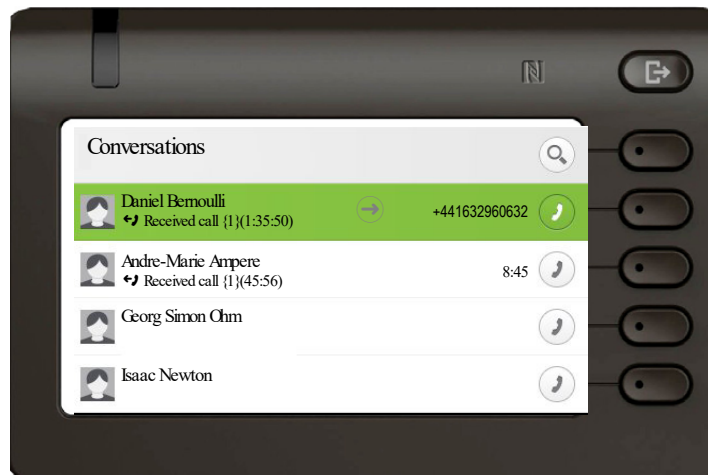 Conversations
Daniel Bernoulli
Received call {1}(1:35:50)
+441632960632
Andre-Marie Ampere
Received call {1}(45:56)
8:45
Georg Simon Ohm
Isaac Newton